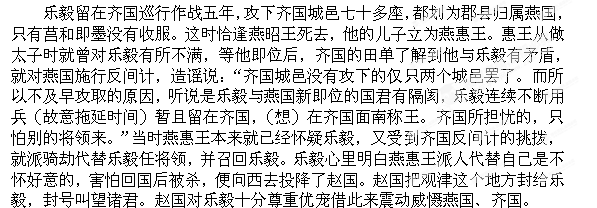 乐毅留在齐国巡行作战五年，攻下齐国城邑七十多座，都划为郡县归属燕国，
只有莒和即墨没有收服。这时恰逢燕昭王死去，他的儿子立为燕惠王。惠王从做
太子时就曾对乐毅有所不满，等他即位后，齐国的田单了解到他与乐毅有矛盾，
就对燕国施行反间计，造谣说：“齐国城邑没有攻下的仅只两个城邑罢了。而所
以不及早攻取的原因，听说是乐毅与燕国新即位的国君有隔阂，乐毅连续不断用
兵（故意拖延时间）暂且留在齐国，（想）在齐国面南称王。齐国所担忧的，只
怕别的将来。”当时燕惠王本来就已经怀疑乐毅，又受到齐国反间计的挑拨，
就派骑劫代替乐毅任将领，并召回乐毅。乐毅心里明白燕惠王派人代替自己是不
怀好意的，害怕回国后被杀，便向西去投降了赵国。赵国把观津这个地方封给乐
毅，封号叫望诸君。赵国对乐毅十分尊重优宠借此来震动威慑燕国、齐国。